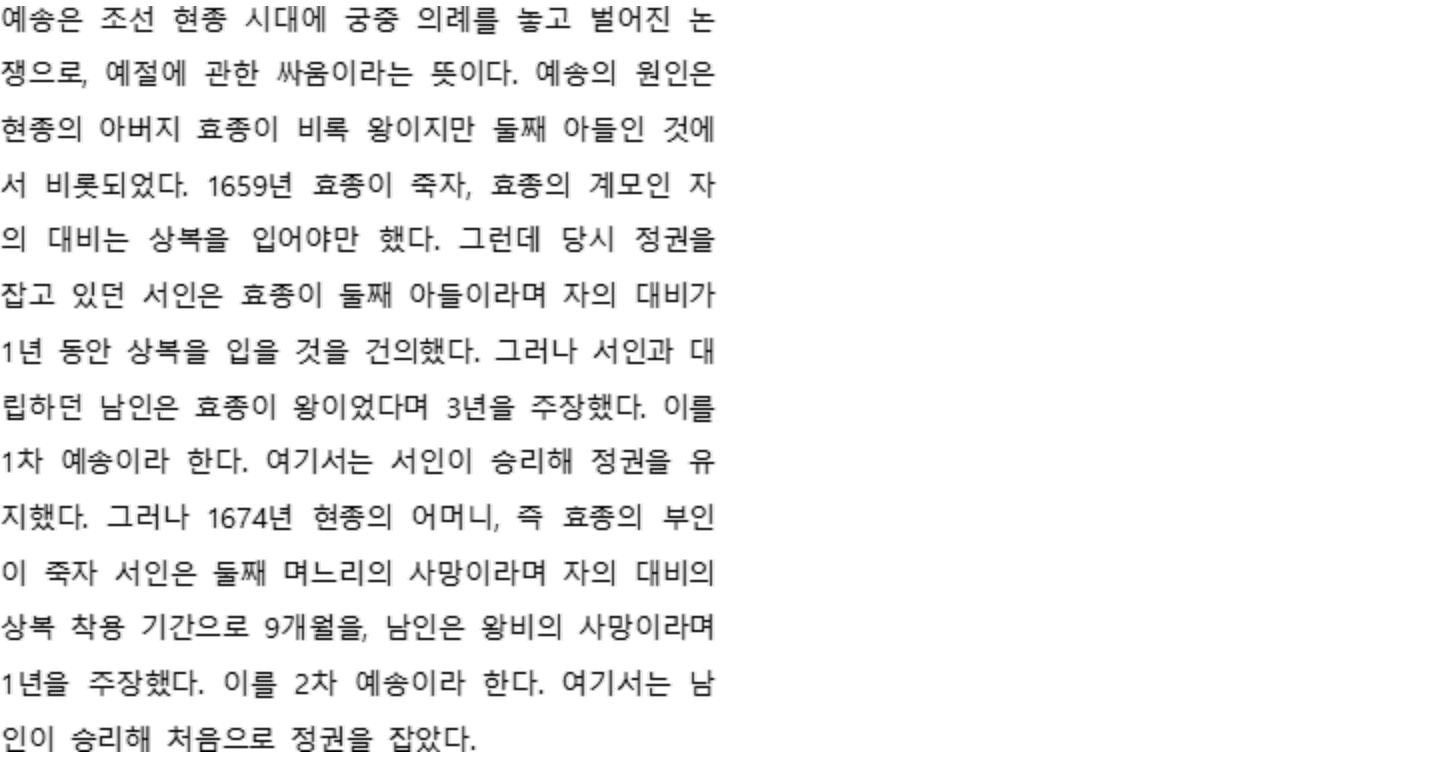 예송은 조선 현종 시대에 궁중 의례를 놓고 벌어진 논
쟁으로, 예절에 관한 싸움이라는 뜻이다. 예송의 원인은
현종의 아버지 효종이 비록 왕이지만 둘째 아들인 것에
서 비롯되었다. 1659년 효종이 죽자, 효종의 계모인 자
의 대비는 상복을 입어야만 했다. 그런데 당시 정권을
잡고 있던 서인은 효종이 둘째 아들이라며 자의 대비가
1년 동안 상복을 입을 것을 건의했다. 그러나 서인과 대
립하던 남인은 효종이 왕이었다며 3년을 주장했다. 이를
1차 예송이라 한다. 여기서는 서인이 승리해 정권을 유
지했다. 그러나 1674년 현종의 어머니, 즉 효종의 부인
이 죽자 서인은 둘째 며느리의 사망이라며 자의 대비의
상복 착용 기간으로 9개월을, 남인은 왕비의 사망이라며
1년을 주장했다. 이를 2차 예송이라 한다. 여기서는 남
인이 승리해 처음으로 정권을 잡았다.